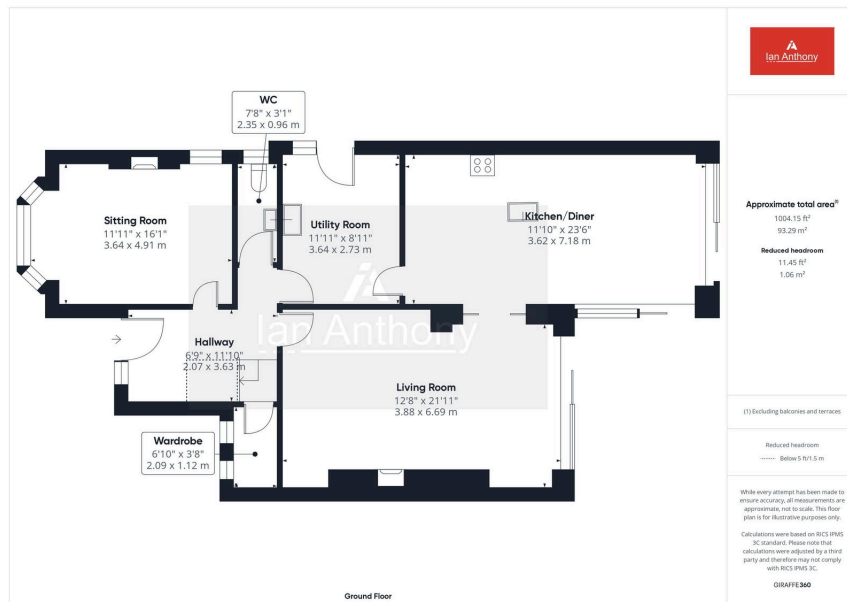 WC
7'8" x 3'1"
2.35 x 0.96 m
Sitting Room
11'11" x 16'1"
3.64 x 4.91 m
Utility Room
11'11" x 8'11"
3.64 x 2.73 m
Kitchen/Diner
11'10" x 23'6"
3.62 x 7.18 m
Hallway
6'9" x 11'10"
2.07 x 3.63 m
Ian Anthony
Living Room
12'8" x 21'11"
3.88 x 6.69 m
Wardrobe
6'10" x 3'8"
2.09 x 1.12 m
Ground Floor
Ian Anthony
Approximate total area(1)
1004.15 ft²
93.29 m²
Reduced headroom
11.45 ft²
1.06 m²
(1) Excluding balconies and terraces
Reduced headroom
Below 5 ft/1.5 m
While every attempt has been made to
ensure accuracy, all measurements are
approximate, not to scale. This floor
plan is for illustrative purposes only.
Calculations were based on RICS IPMS
3C standard. Please note that
calculations were adjusted by a third
party and therefore may not comply
with RICS IPMS 3C.
GIRAFFE360